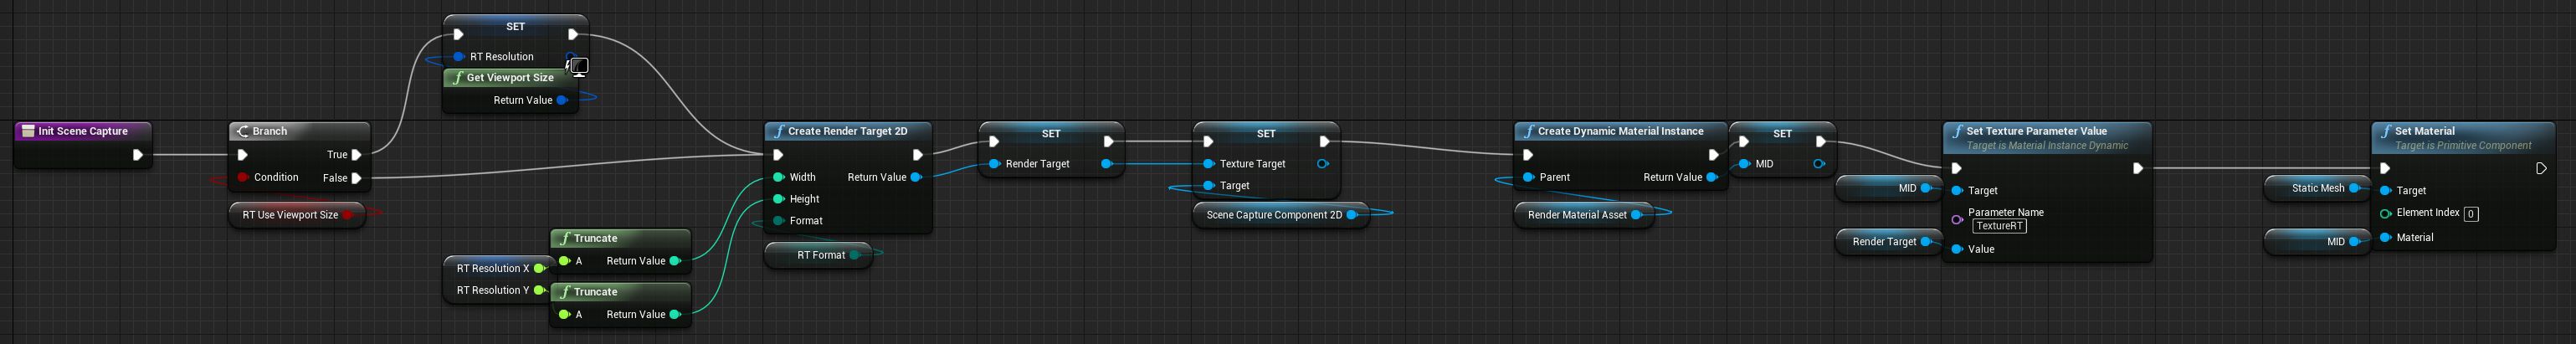 Init Scene Capture
Branch
True
Condition
False
RT Use Viewport Size
SET
RT Resolution
f Get Viewport Size
Return Value
RT Resolution X
RT Resolution Y
f Truncate
A Return Value
f Truncate
A Return Value
f Create Render Target 2D
Width Return Value
Height
Format
RT Format
SET
Render Target
SET
Texture Target
Target
Scene Capture Component 2D
f Create Dynamic Material Instance
Parent Return Value
Render Material Asset
SET
MID
MID
Render Target
f Set Texture Parameter Value
Target is Material Instance Dynamic
Target
Parameter Name
TextureRT
Value
Static Mesh
MID
f Set Material
Target is Primitive Component
Target
Element Index 0
Material